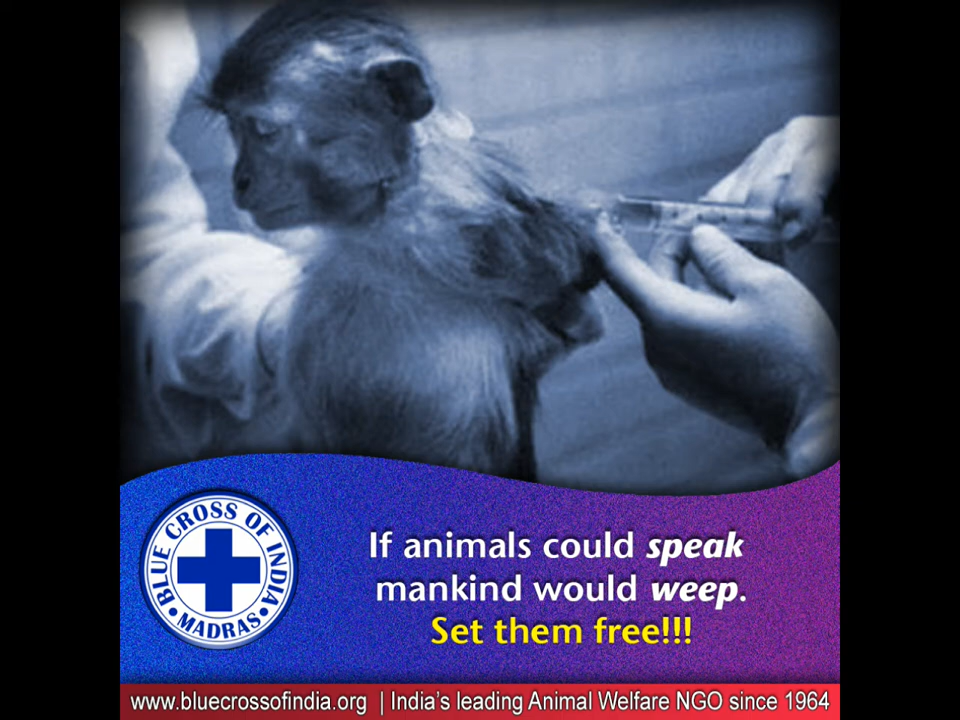 BLUE CROSS OF INDIA
• MADRAS •
If animals could speak
mankind would weep.
Set them free!!!
www.bluecrossofindia.org | India's leading Animal Welfare NGO since 1964